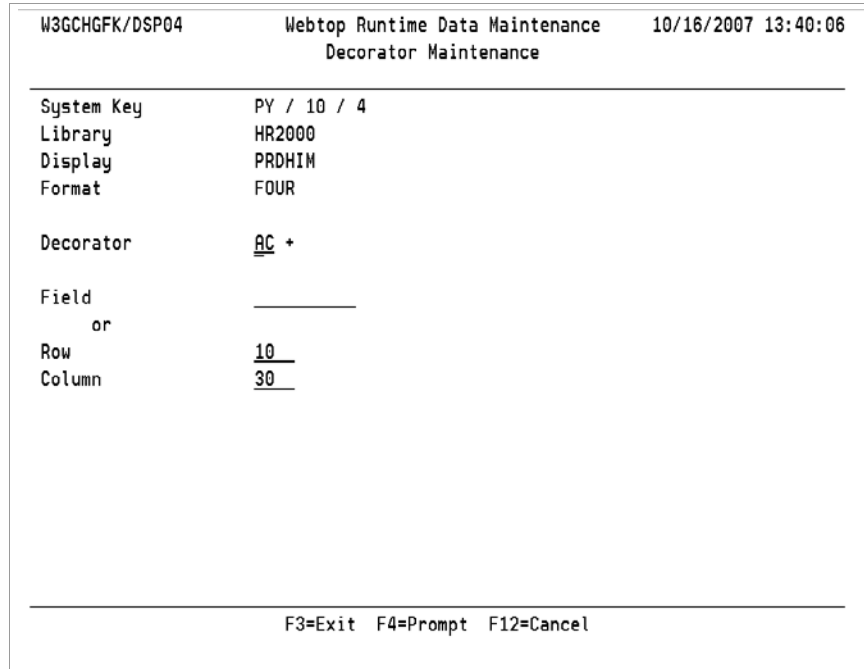 W3GCHGFK/DSP04 Webtop Runtime Data Maintenance 10/16/2007 13:40:06
Decorator Maintenance
System Key PY / 10 / 4
Library HR2000
Display PRDHIM
Format FOUR
Decorator AC +
Field
or
Row 10
Column 30
F3=Exit F4=Prompt F12=Cancel